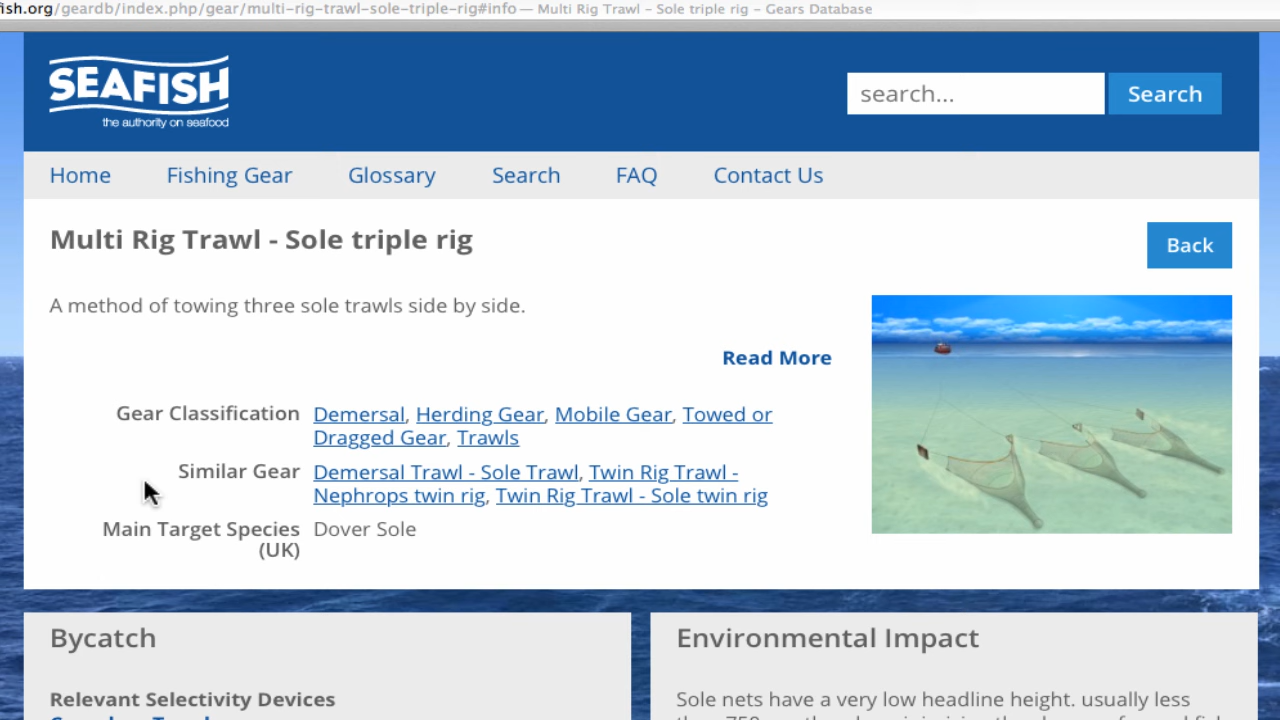 fish.org/geardb/index.php/gear/multi-rig-trawl-sole-triple-rig#info — Multi Rig Trawl – Sole triple rig – Gears Database
SEAFISH
the authority on seafood
search...
Search
Home Fishing Gear Glossary Search FAQ Contact Us
Multi Rig Trawl - Sole triple rig
Back
A method of towing three sole trawls side by side.
Read More
Gear Classification Demersal, Herding Gear, Mobile Gear, Towed or
Dragged Gear, Trawls
Similar Gear Demersal Trawl - Sole Trawl, Twin Rig Trawl -
Nephrops twin rig, Twin Rig Trawl - Sole twin rig
Main Target Species Dover Sole
(UK)
Bycatch
Relevant Selectivity Devices
Environmental Impact
Sole nets have a very low headline height. usually less